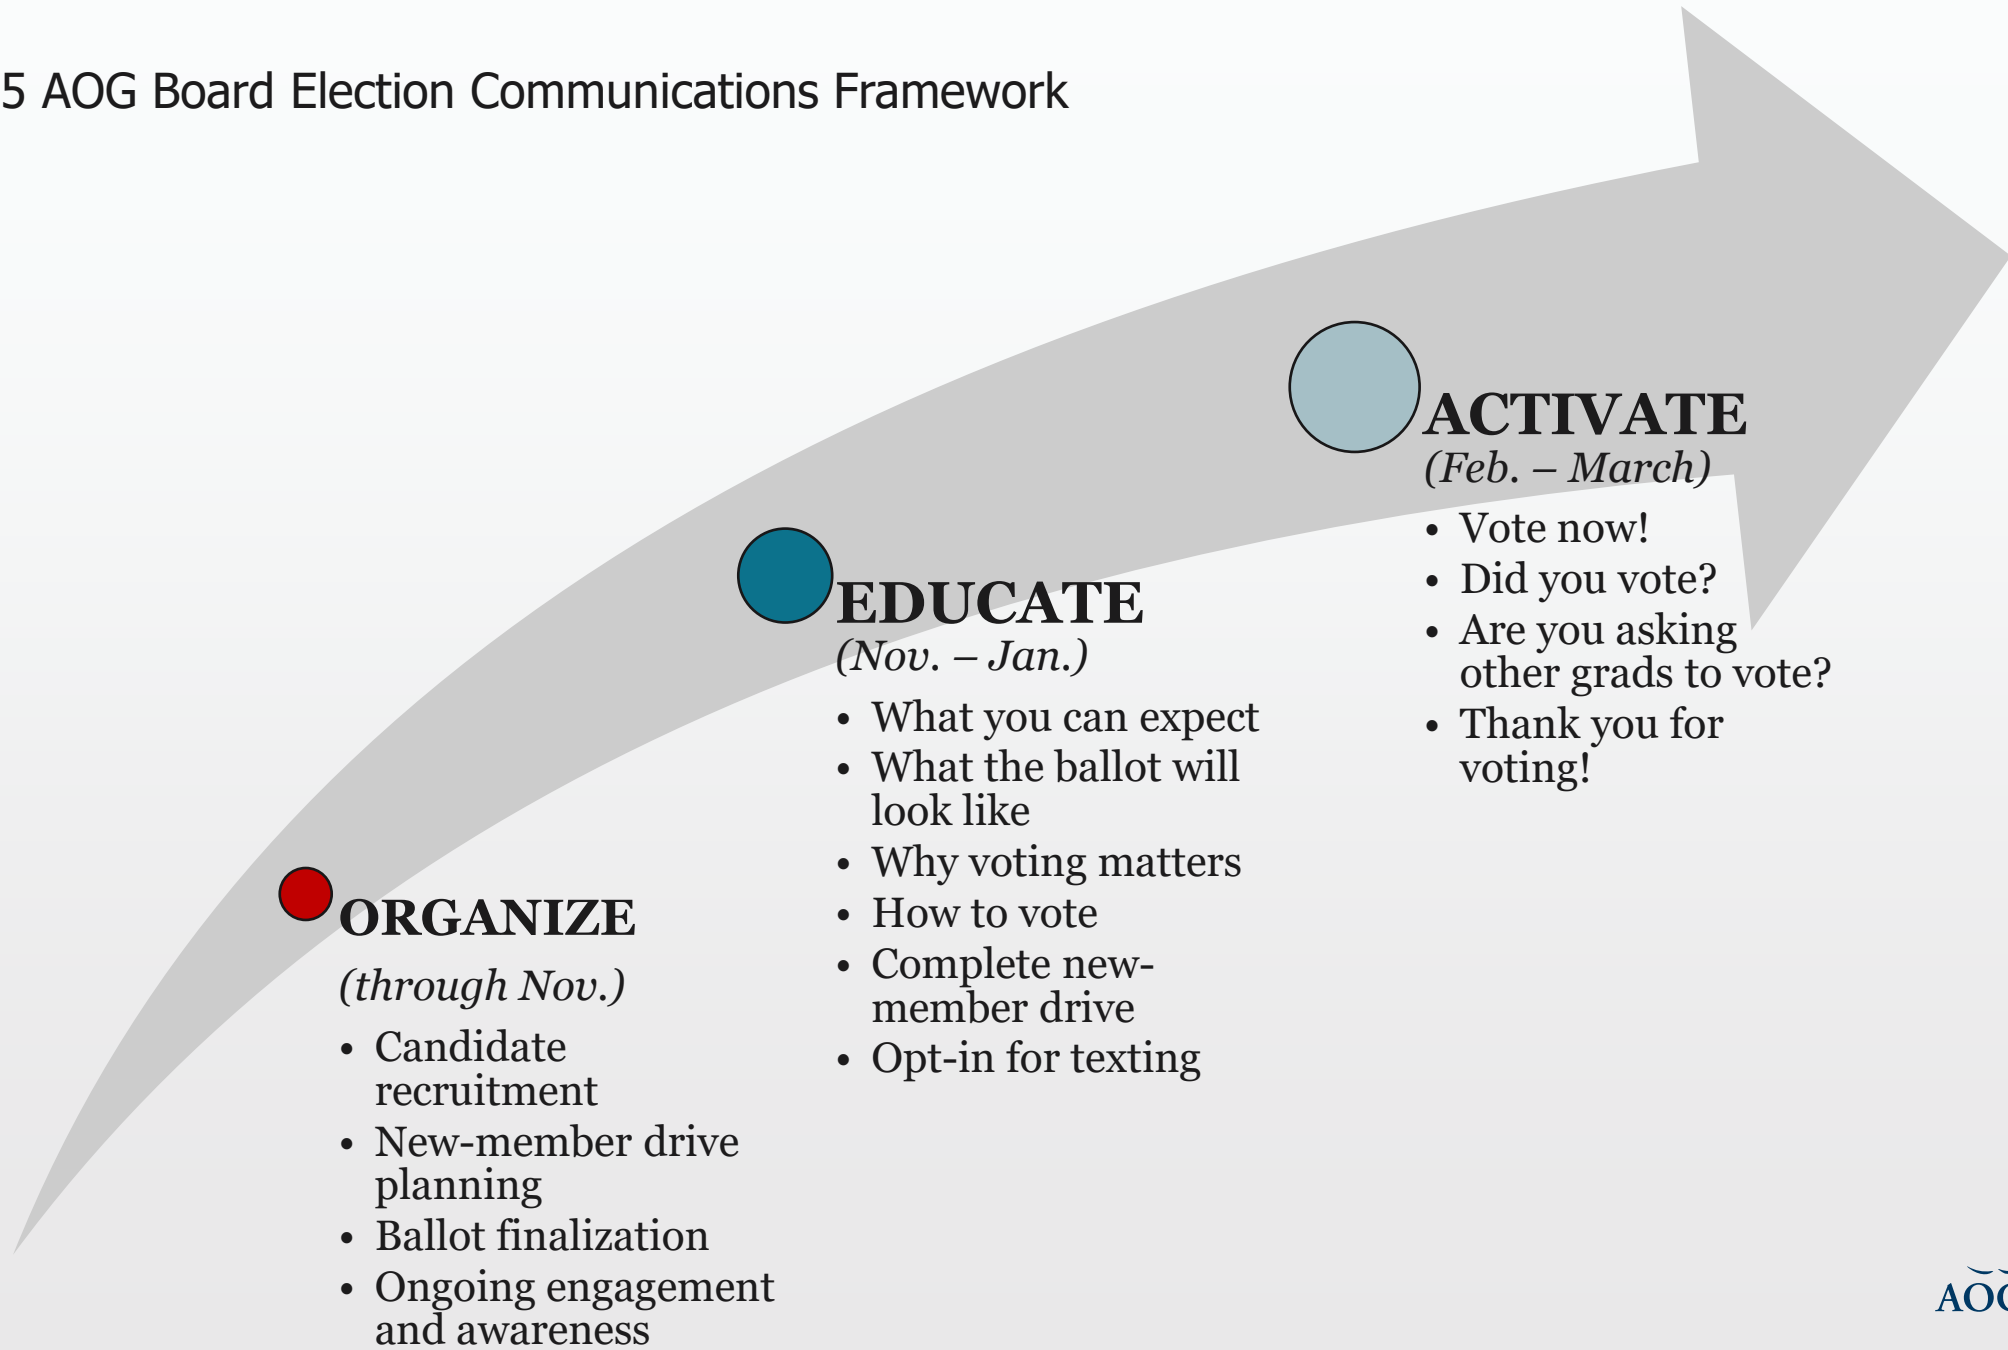 5 AOG Board Election Communications Framework
ORGANIZE
(through Nov.)
• Candidate
recruitment
• New-member drive
planning
• Ballot finalization
• Ongoing engagement
and awareness
EDUCATE
(Nov. – Jan.)
• What you can expect
• What the ballot will
look like
• Why voting matters
• How to vote
• Complete new-
member drive
• Opt-in for texting
ACTIVATE
(Feb. – March)
• Vote now!
• Did you vote?
• Are you asking
other grads to vote?
• Thank you for
voting!